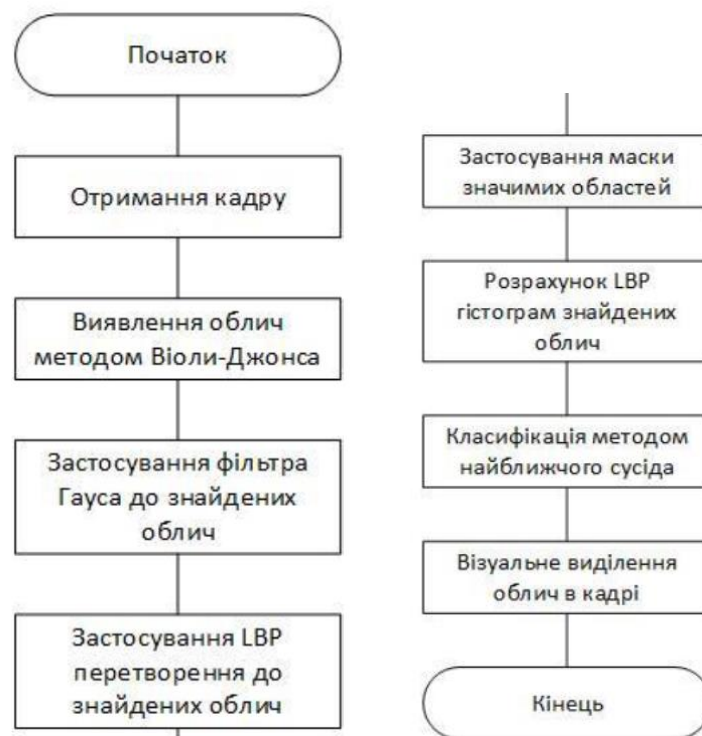 Початок
Отримання кадру
Виявлення облич
методом Віоли-Джонса
Застосування фільтра
Гауса до знайдених
облич
Застосування LBP
перетворення до
знайдених облич
Застосування маски
значимих областей
Розрахунок LBP
гістограм знайдених
облич
Класифікація методом
найближчого сусіда
Візуальне виділення
облич в кадрі
Кінець